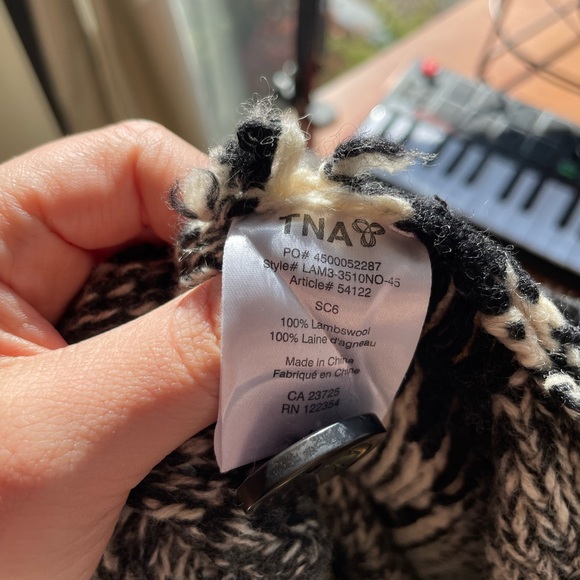 TNA
PO# 4500052287
Style# LAM3-3510NO-45
Article# 54122
SC6
100% Lambswool
100% Laine d'agneau
Made in China
Fabriqué en Chine
CA 23725
RN 122354